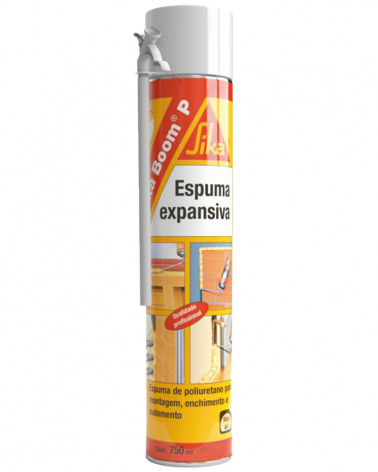 Boom® P
Sika
Espuma
expansiva
Qualidade
profissional
Espuma de poliuretano para
montagem, enchimento e
isolamento
750 ml